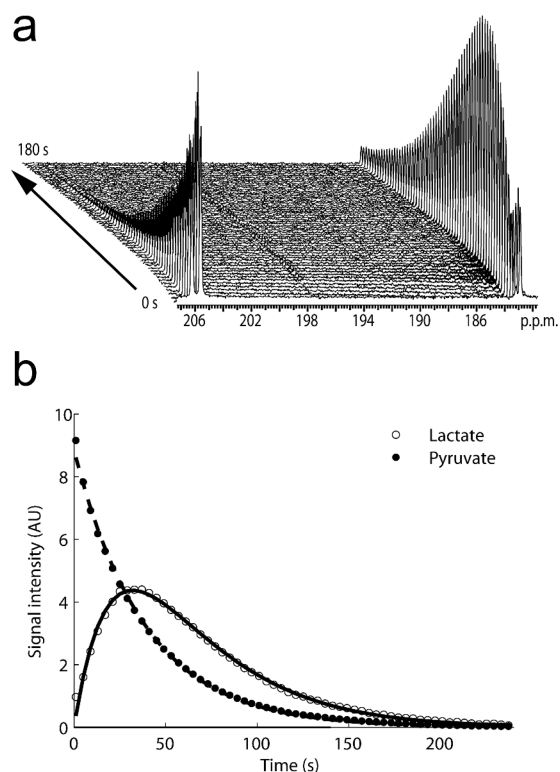 a
180 s
0 s
206 202 198 194 190 186 p.p.m.
b
10
8
6
4
2
0
Signal intensity (AU)
Lactate
Pyruvate
0 50 100 150 200
Time (s)